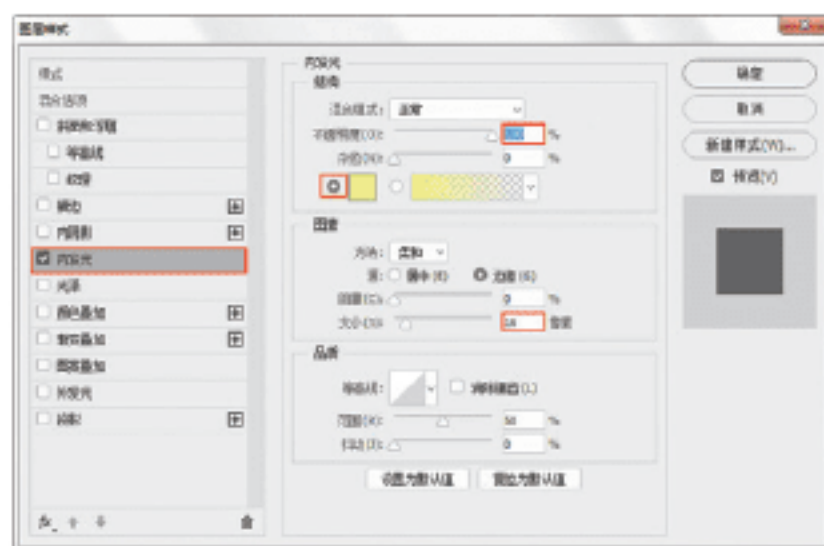 图层样式
样式
混合选项
斜面和浮雕
等高线
纹理
描边
内阴影
内发光
光泽
颜色叠加
渐变叠加
图案叠加
外发光
投影
fx
内发光
结构
混合模式: 正常
不透明度(O): %
杂色(N): 0 %
图素
方法: 柔和
源: 居中(E) 边缘(G)
阻塞(C): 0 %
大小(S): 像素
品质
等高线: 消除锯齿(L)
范围(R): 50 %
抖动(J): 0 %
设置为默认值 复位为默认值
确定
取消
新建样式(W)...
预览(V)